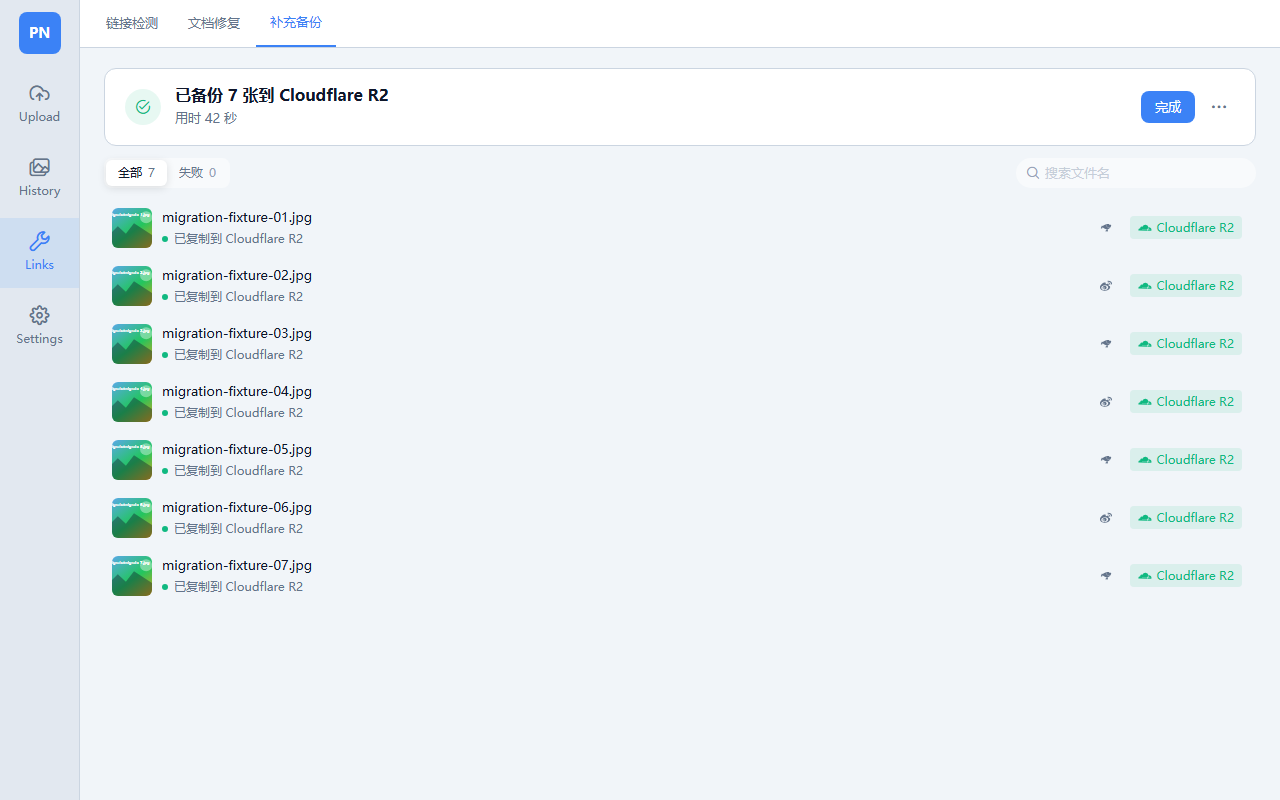 PN
Upload
History
Links
Settings
链接检测 文档修复 补充备份
已备份 7 张到 Cloudflare R2
用时 42 秒
完成
全部 7 失败 0
搜索文件名
migration-fixture-01.jpg
已复制到 Cloudflare R2
Cloudflare R2
migration-fixture-02.jpg
已复制到 Cloudflare R2
Cloudflare R2
migration-fixture-03.jpg
已复制到 Cloudflare R2
Cloudflare R2
migration-fixture-04.jpg
已复制到 Cloudflare R2
Cloudflare R2
migration-fixture-05.jpg
已复制到 Cloudflare R2
Cloudflare R2
migration-fixture-06.jpg
已复制到 Cloudflare R2
Cloudflare R2
migration-fixture-07.jpg
已复制到 Cloudflare R2
Cloudflare R2